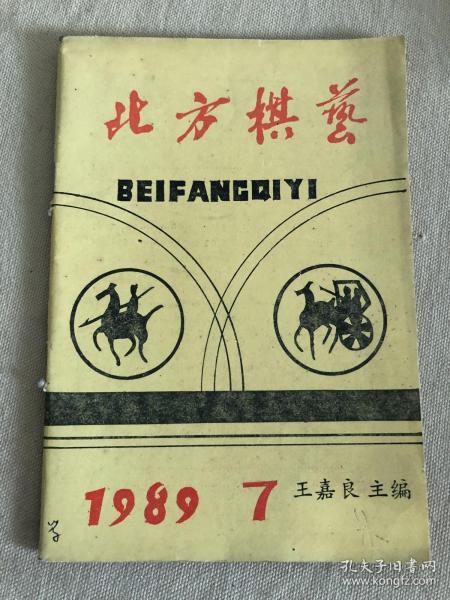 北方棋藝
BEIFANGQIYI
1989 7 王嘉良 主编
孔夫子旧书网
www.kongfz.com